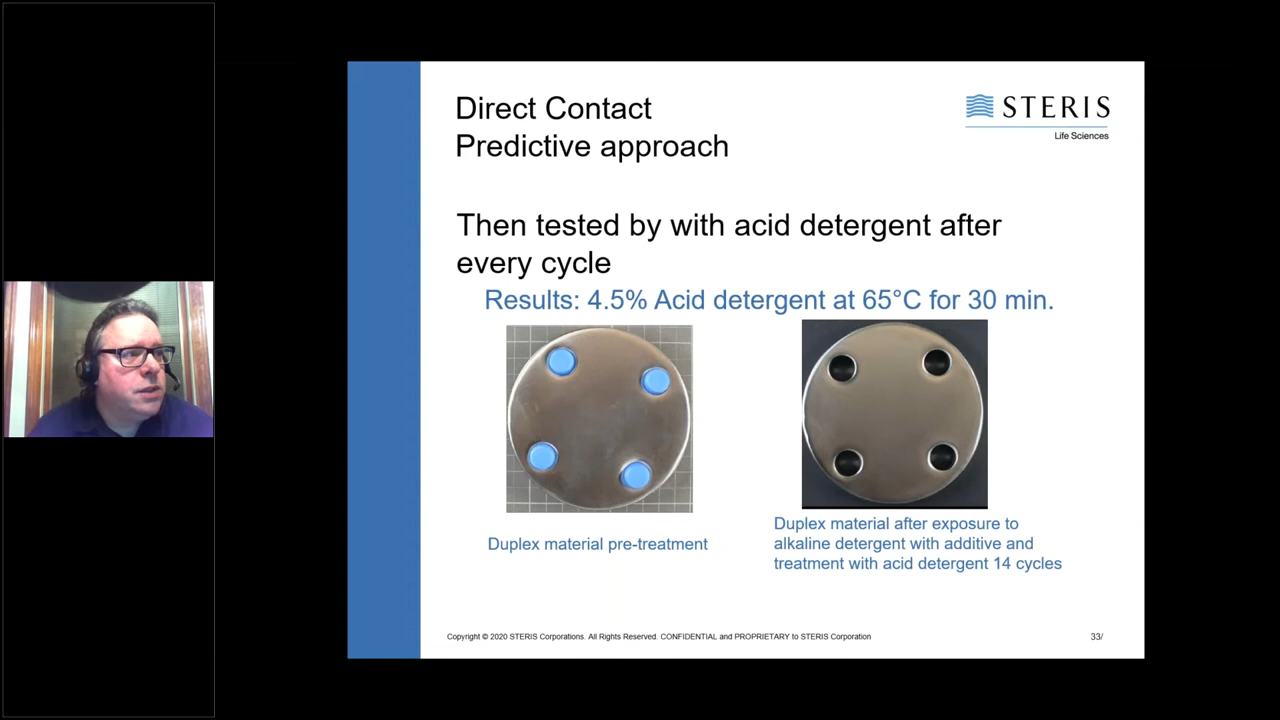 Direct Contact
Predictive approach
STERIS
Life Sciences
Then tested by with acid detergent after
every cycle
Results: 4.5% Acid detergent at 65°C for 30 min.
Duplex material pre-treatment
Duplex material after exposure to
alkaline detergent with additive and
treatment with acid detergent 14 cycles
Copyright © 2020 STERIS Corporations. All Rights Reserved. CONFIDENTIAL and PROPRIETARY to STERIS Corporation
33/